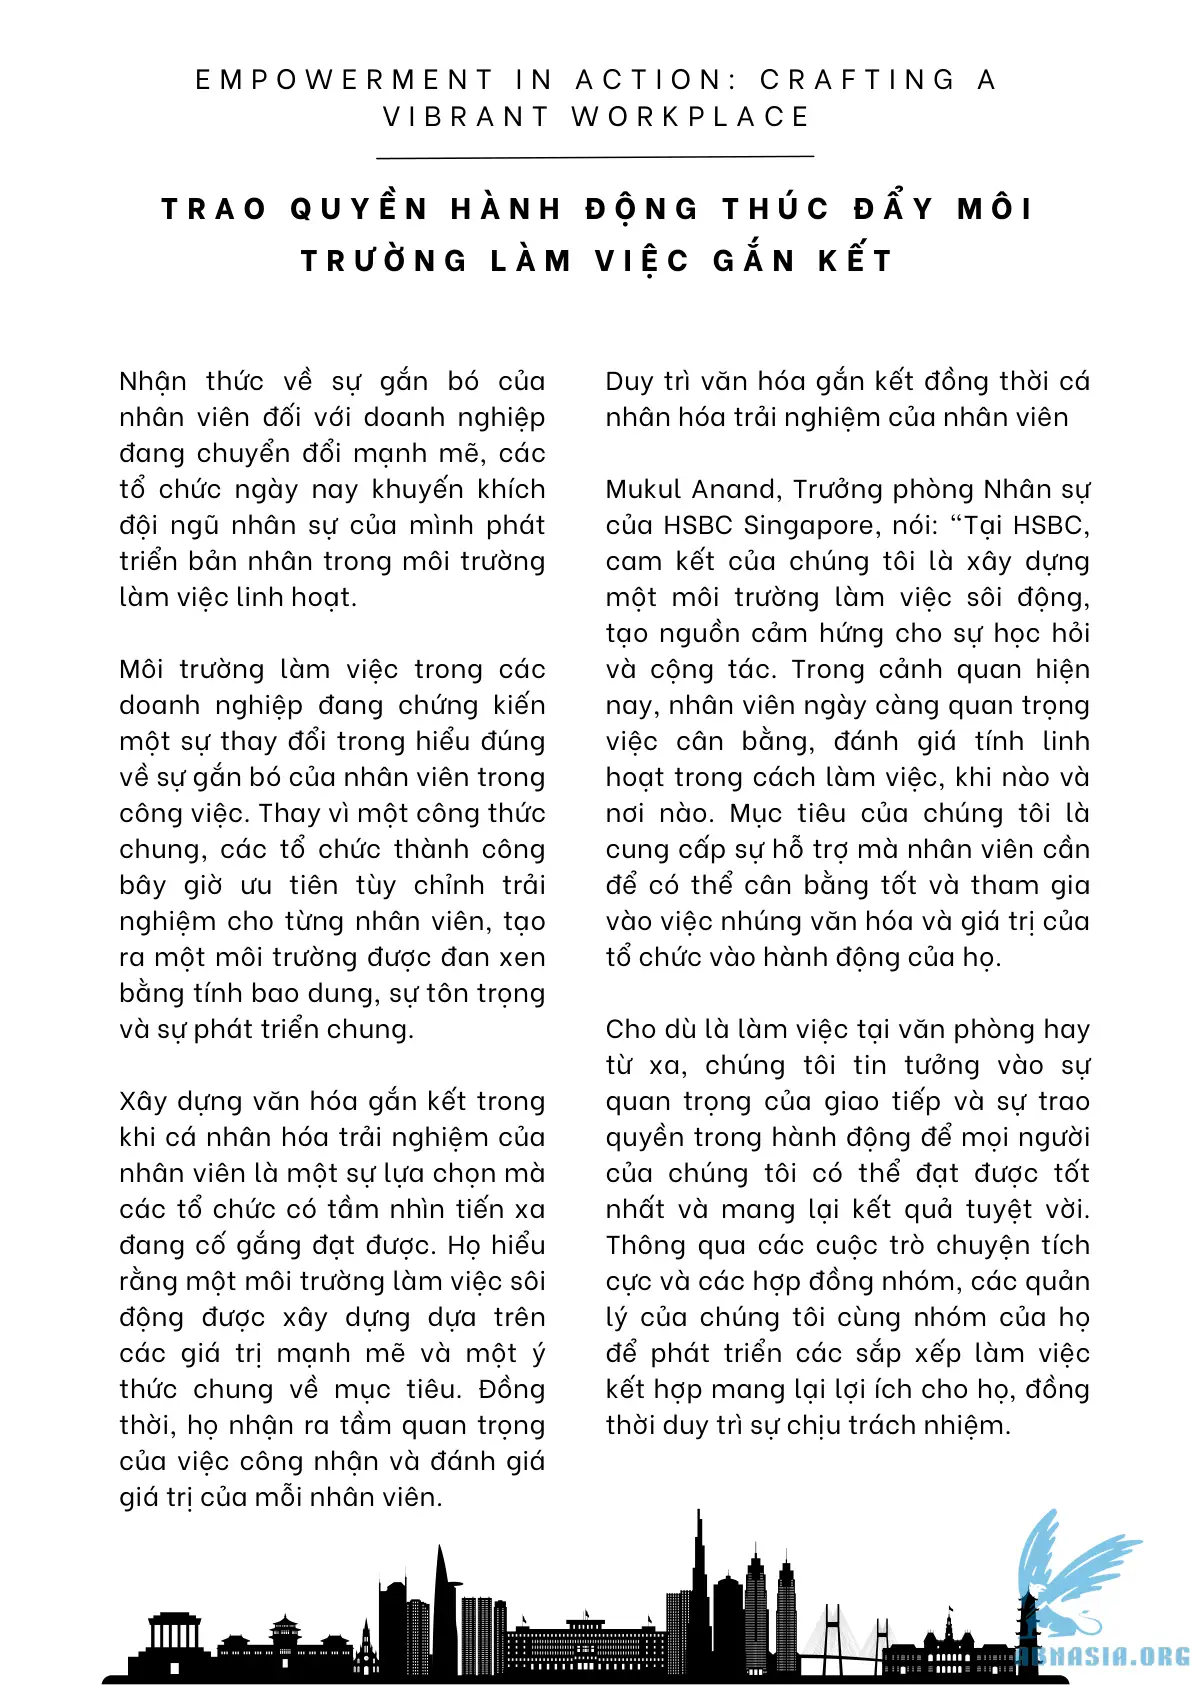 EMPOWERMENT IN ACTION: CRAFTING A
VIBRANT WORKPLACE
TRAO QUYỀN HÀNH ĐỘNG THÚC ĐẨY MÔI
TRƯỜNG LÀM VIỆC GẮN KẾT
Nhận thức về sự gắn bó của
nhân viên đối với doanh nghiệp
đang chuyển đổi mạnh mẽ, các
tổ chức ngày nay khuyến khích
đội ngũ nhân sự của mình phát
triển bản nhân trong môi trường
làm việc linh hoạt.
Môi trường làm việc trong các
doanh nghiệp đang chứng kiến
một sự thay đổi trong hiểu đúng
về sự gắn bó của nhân viên trong
công việc. Thay vì một công thức
chung, các tổ chức thành công
bây giờ ưu tiên tùy chỉnh trải
nghiệm cho từng nhân viên, tạo
ra một môi trường được đan xen
bằng tính bao dung, sự tôn trọng
và sự phát triển chung.
Xây dựng văn hóa gắn kết trong
khi cá nhân hóa trải nghiệm của
nhân viên là một sự lựa chọn mà
các tổ chức có tầm nhìn tiến xa
đang cố gắng đạt được. Họ hiểu
rằng một môi trường làm việc sôi
động được xây dựng dựa trên
các giá trị mạnh mẽ và một ý
thức chung về mục tiêu. Đồng
thời, họ nhận ra tầm quan trọng
của việc công nhận và đánh giá
giá trị của mỗi nhân viên.
Duy trì văn hóa gắn kết đồng thời cá
nhân hóa trải nghiệm của nhân viên
Mukul Anand, Trưởng phòng Nhân sự
của HSBC Singapore, nói: “Tại HSBC,
cam kết của chúng tôi là xây dựng
một môi trường làm việc sôi động,
tạo nguồn cảm hứng cho sự học hỏi
và cộng tác. Trong cảnh quan hiện
nay, nhân viên ngày càng quan trọng
việc cân bằng, đánh giá tính linh
hoạt trong cách làm việc, khi nào và
nơi nào. Mục tiêu của chúng tôi là
cung cấp sự hỗ trợ mà nhân viên cần
để có thể cân bằng tốt và tham gia
vào việc nhúng văn hóa và giá trị của
tổ chức vào hành động của họ.
Cho dù là làm việc tại văn phòng hay
từ xa, chúng tôi tin tưởng vào sự
quan trọng của giao tiếp và sự trao
quyền trong hành động để mọi người
của chúng tôi có thể đạt được tốt
nhất và mang lại kết quả tuyệt vời.
Thông qua các cuộc trò chuyện tích
cực và các hợp đồng nhóm, các quản
lý của chúng tôi cùng nhóm của họ
để phát triển các sắp xếp làm việc
kết hợp mang lại lợi ích cho họ, đồng
thời duy trì sự chịu trách nhiệm.
ABNASIA.ORG